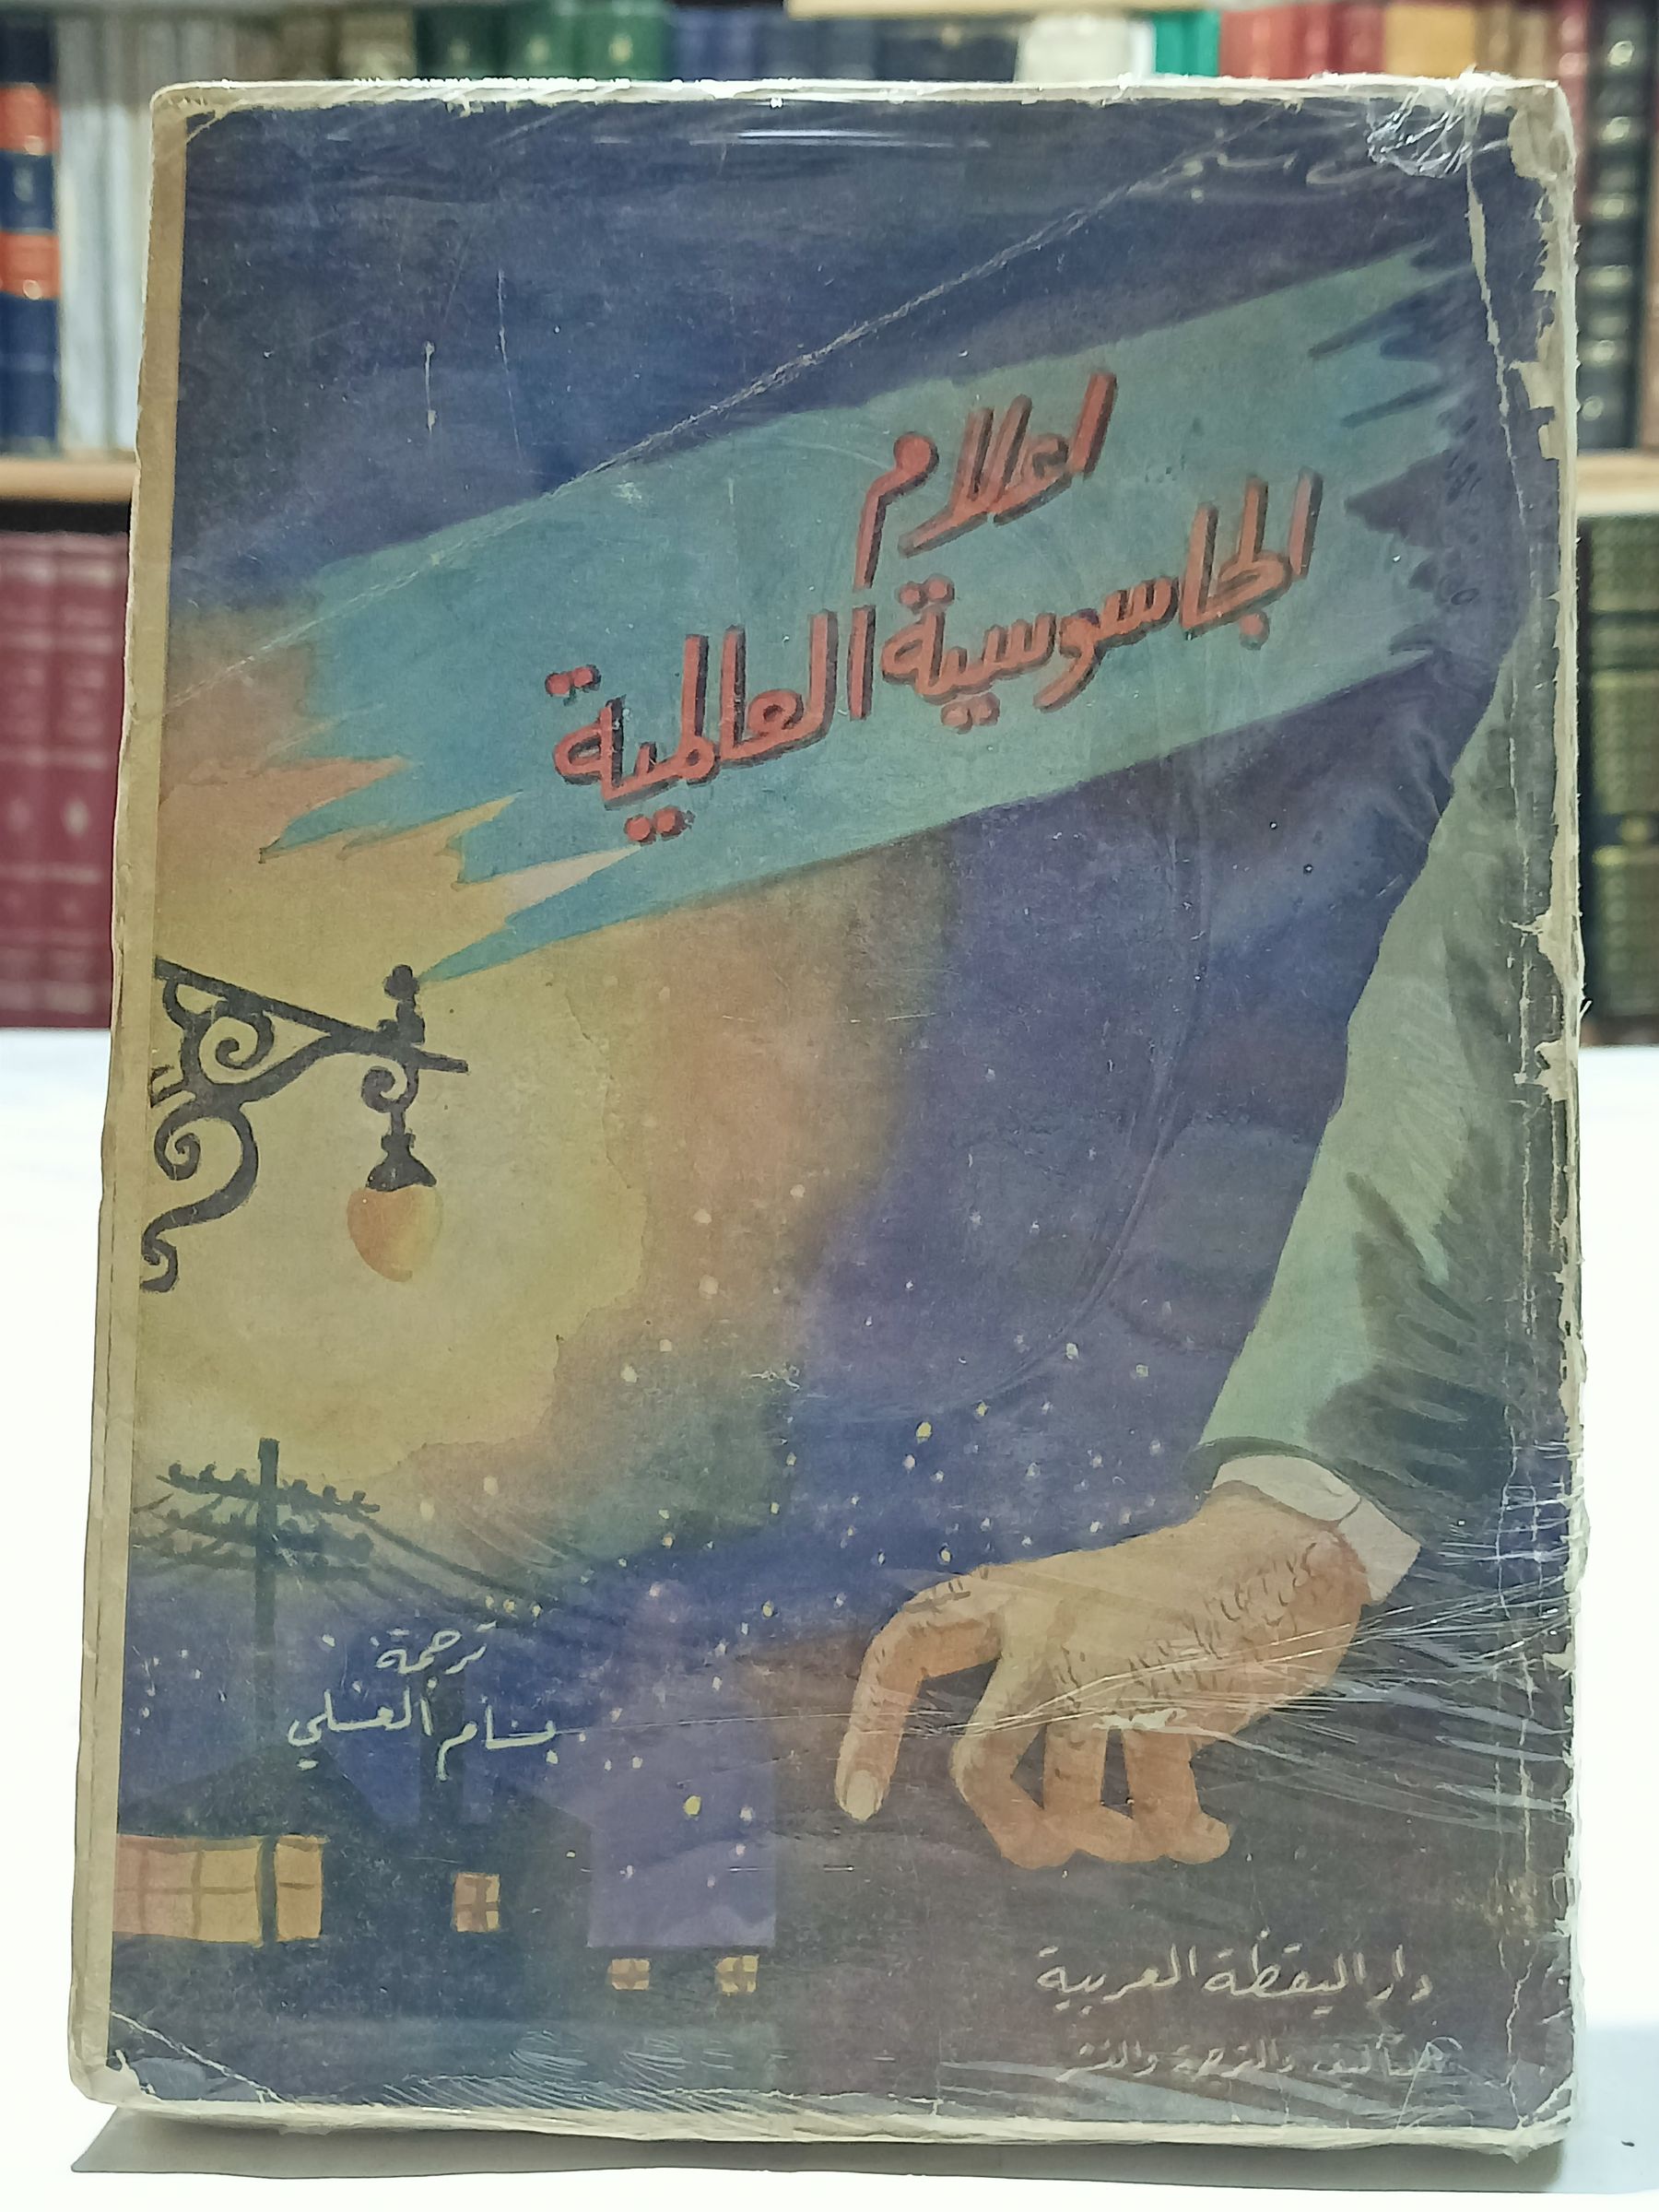 اعلام
الجاسوسية العالمية
ترجمة
بسام العسلي
دار اليقظة العربية
للتأليف والترجمة والنشر